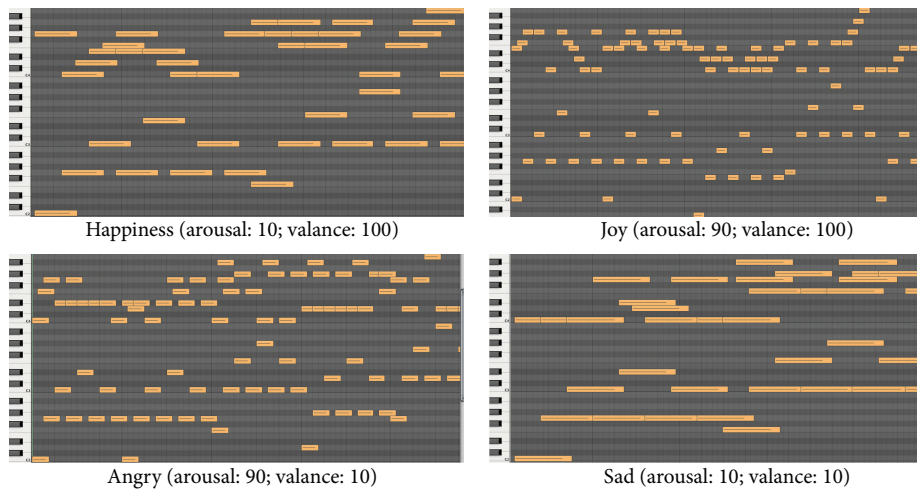 Happiness (arousal: 10; valance: 100)
Joy (arousal: 90; valance: 100)
Angry (arousal: 90; valance: 10)
Sad (arousal: 10; valance: 10)